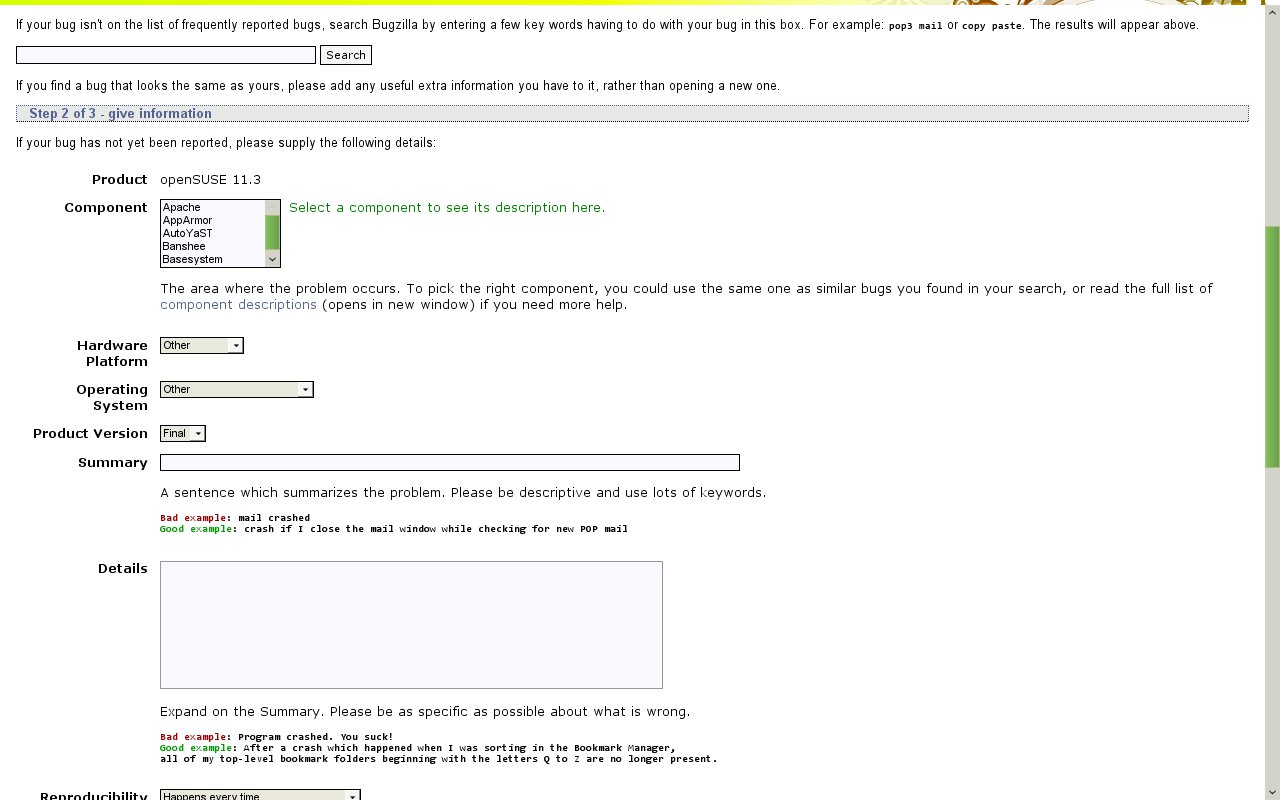 If your bug isn't on the list of frequently reported bugs, search Bugzilla by entering a few key words having to do with your bug in this box. For example: pop3 mail or copy paste. The results will appear above.
Search
If you find a bug that looks the same as yours, please add any useful extra information you have to it, rather than opening a new one.
Step 2 of 3 - give information
If your bug has not yet been reported, please supply the following details:
Product openSUSE 11.3
Component
Apache
AppArmor
AutoYaST
Banshee
Basesystem
Select a component to see its description here.
The area where the problem occurs. To pick the right component, you could use the same one as similar bugs you found in your search, or read the full list of
component descriptions (opens in new window) if you need more help.
Hardware
Platform
Other
Operating
System
Other
Product Version Final
Summary
A sentence which summarizes the problem. Please be descriptive and use lots of keywords.
Bad example: mail crashed
Good example: crash if I close the mail window while checking for new POP mail
Details
Expand on the Summary. Please be as specific as possible about what is wrong.
Bad example: Program crashed. You suck!
Good example: After a crash which happened when I was sorting in the Bookmark Manager,
all of my top-level bookmark folders beginning with the letters Q to Z are no longer present.
Reproducibility Happens every time